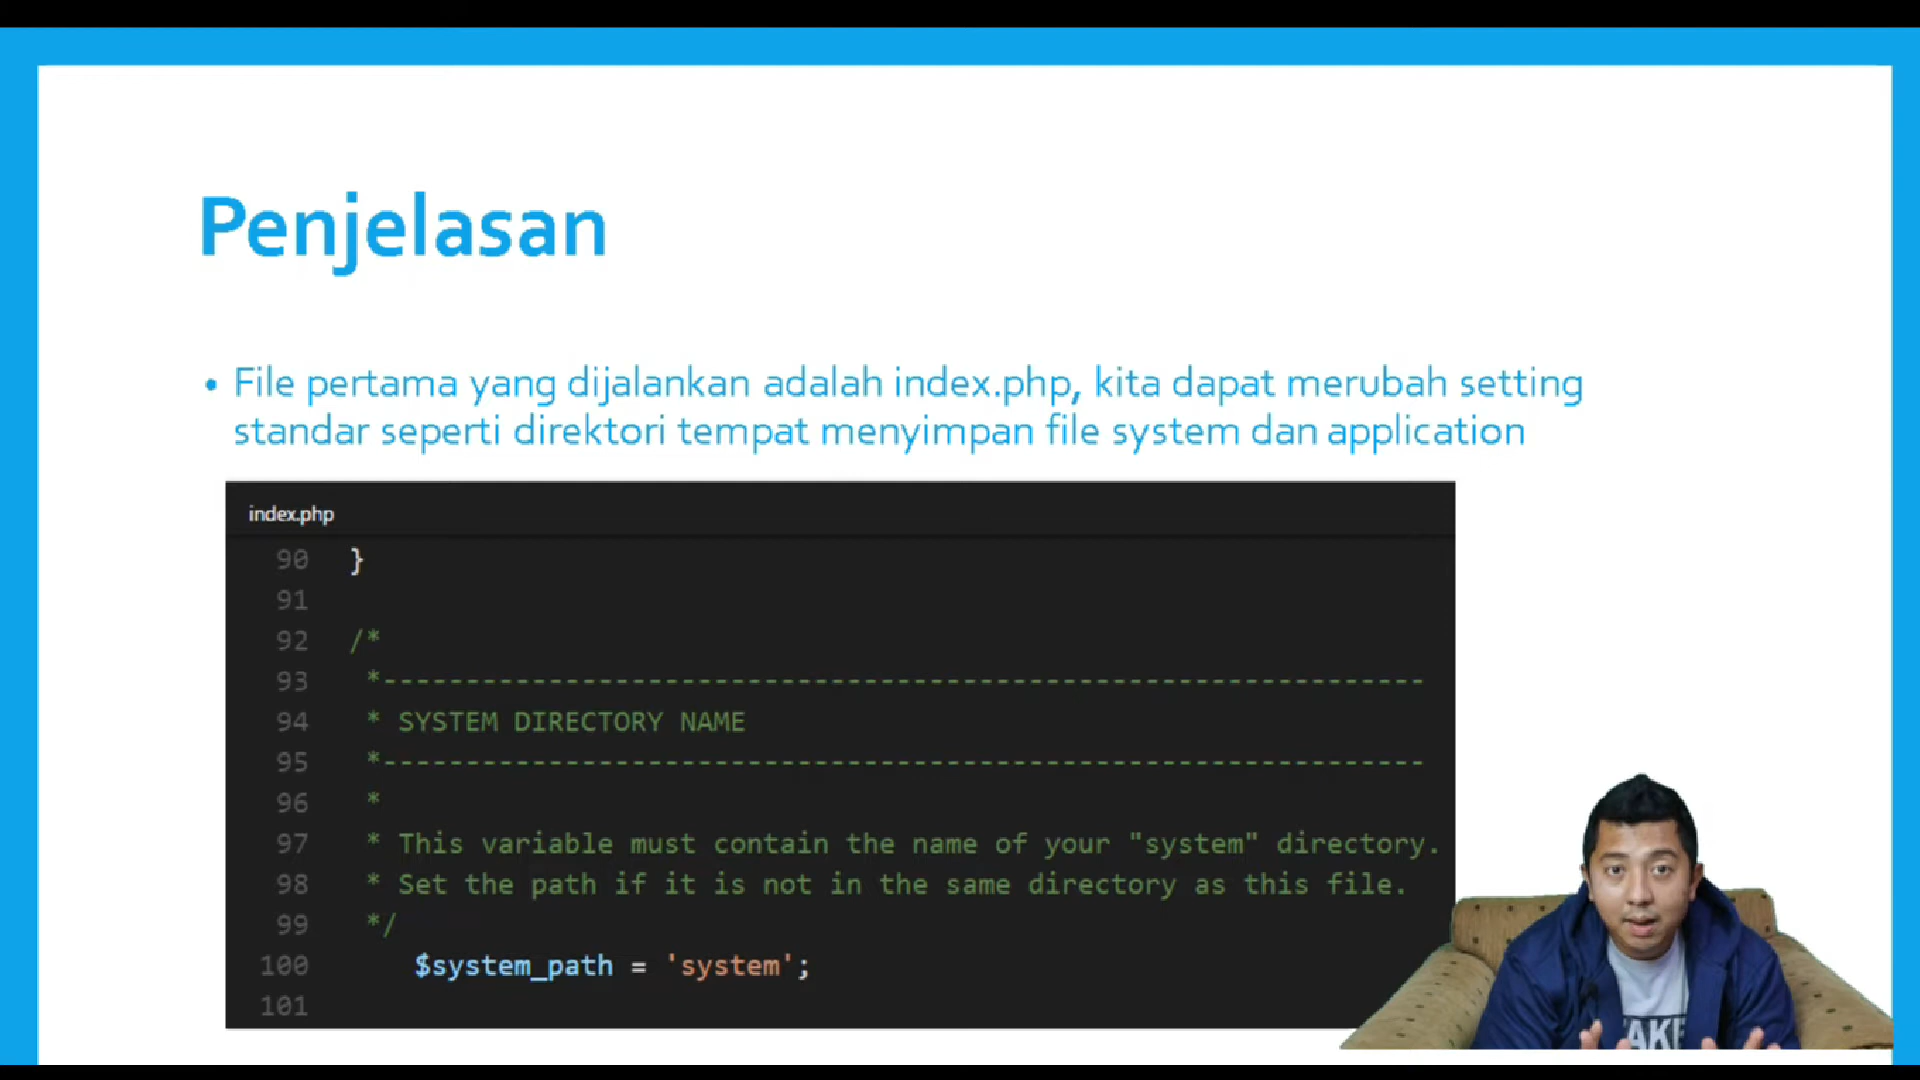 Penjelasan
• File pertama yang dijalankan adalah index.php, kita dapat merubah setting
standar seperti direktori tempat menyimpan file system dan application
index.php
90 }
91
92 /*
93 *---------------------------------------------------------------
94 * SYSTEM DIRECTORY NAME
95 *---------------------------------------------------------------
96 *
97 * This variable must contain the name of your "system" directory.
98 * Set the path if it is not in the same directory as this file.
99 */
100 $system_path = 'system';
101